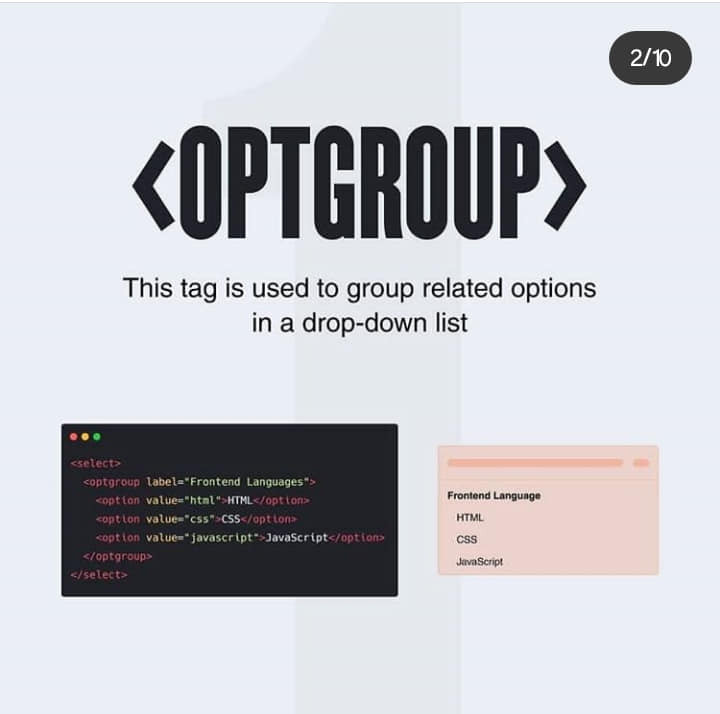 2/10
<OPTGROUP>
This tag is used to group related options
in a drop-down list
<select>
<optgroup label="Frontend Languages">
<option value="html">HTML</option>
<option value="css">CSS</option>
<option value="javascript">JavaScript</option>
</optgroup>
</select>
Frontend Language
HTML
CSS
JavaScript